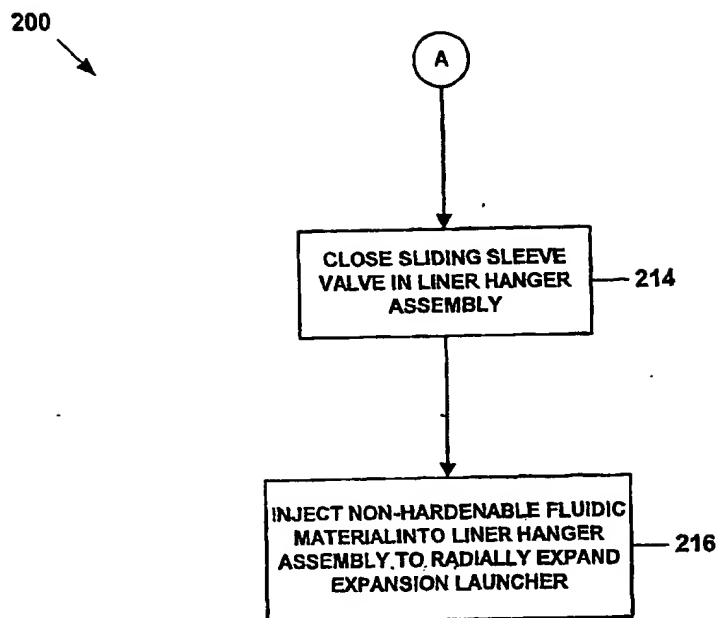 200
A
CLOSE SLIDING SLEEVE
VALVE IN LINER HANGER
ASSEMBLY
214
INJECT NON-HARDENABLE FLUIDIC
MATERIALINTO LINER HANGER
ASSEMBLY.TO RADIALLY EXPAND
EXPANSION LAUNCHER
216